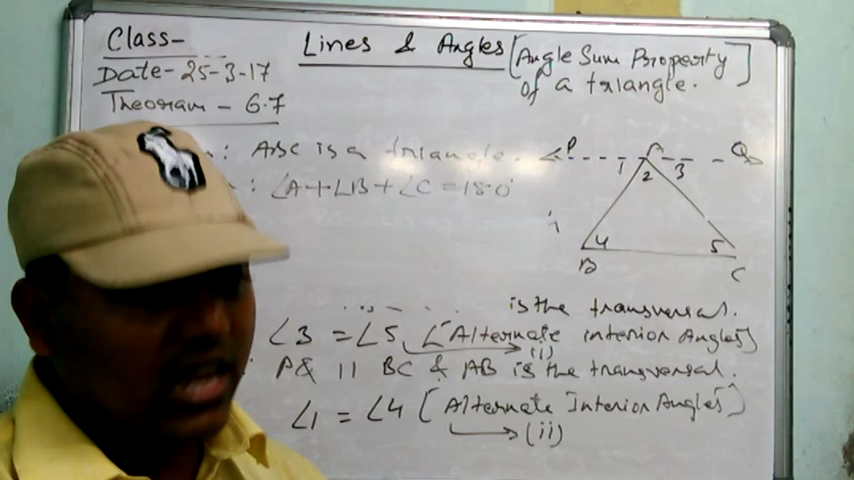 Class-
Lines & Angles [Angle Sum Property of a triangle.]
Date- 25-3-17
Theoram - 6.7
: ABC is a triangle.
: ∠A+∠B+∠C=180°
P A Q
1 2 3
4 5
B C
is the transversal.
∠3 = ∠5 [Alternate interior Angles]
(i)
PQ || BC & AB is the transversal.
∠1 = ∠4 [Alternate Interior Angles]
(ii)